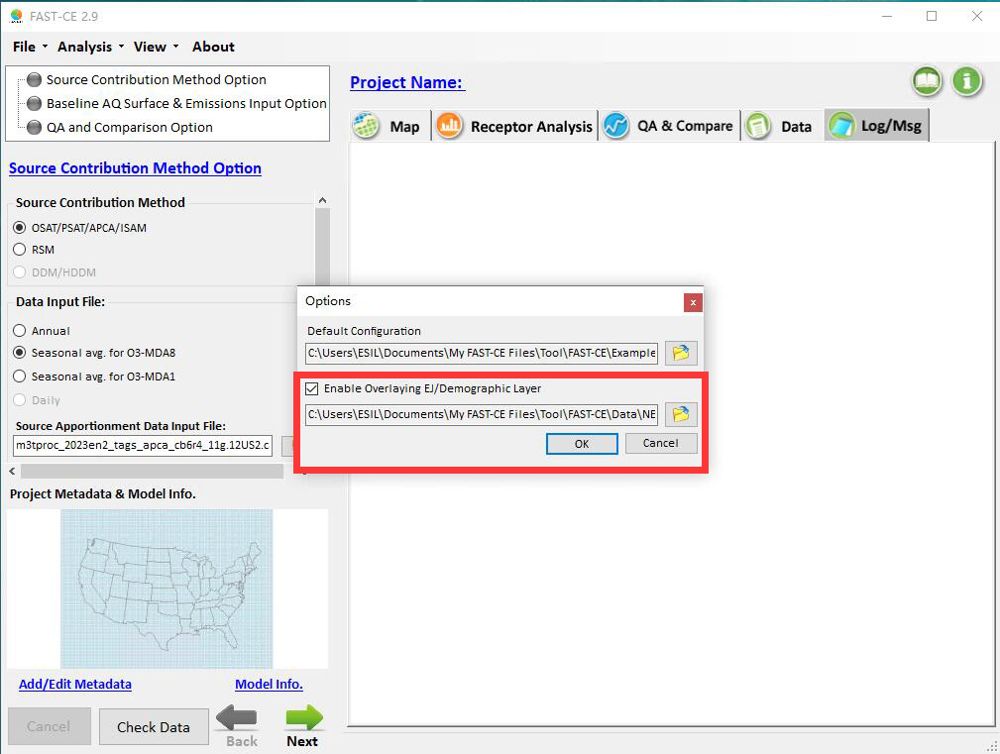 FAST-CE 2.9
File Analysis View About
Source Contribution Method Option
Baseline AQ Surface & Emissions Input Option
QA and Comparison Option
Project Name:
Map Receptor Analysis QA & Compare Data Log/Msg
Source Contribution Method Option
Source Contribution Method
OSAT/PSAT/APCA/ISAM
RSM
DDM/HDDM
Data Input File:
Annual
Seasonal avg. for O3-MDA8
Seasonal avg. for O3-MDA1
Daily
Source Apportionment Data Input File:
m3tproc_2023en2_tags_apca_cb6r4_11g.12US2.c
Options
x
Default Configuration
C:\Users\ESIL\Documents\My FAST-CE Files\Tool\FAST-CE\Example
Enable Overlaying EJ/Demographic Layer
C:\Users\ESIL\Documents\My FAST-CE Files\Tool\FAST-CE\Data\NE
OK Cancel
Project Metadata & Model Info.
Add/Edit Metadata Model Info.
Cancel Check Data Back Next